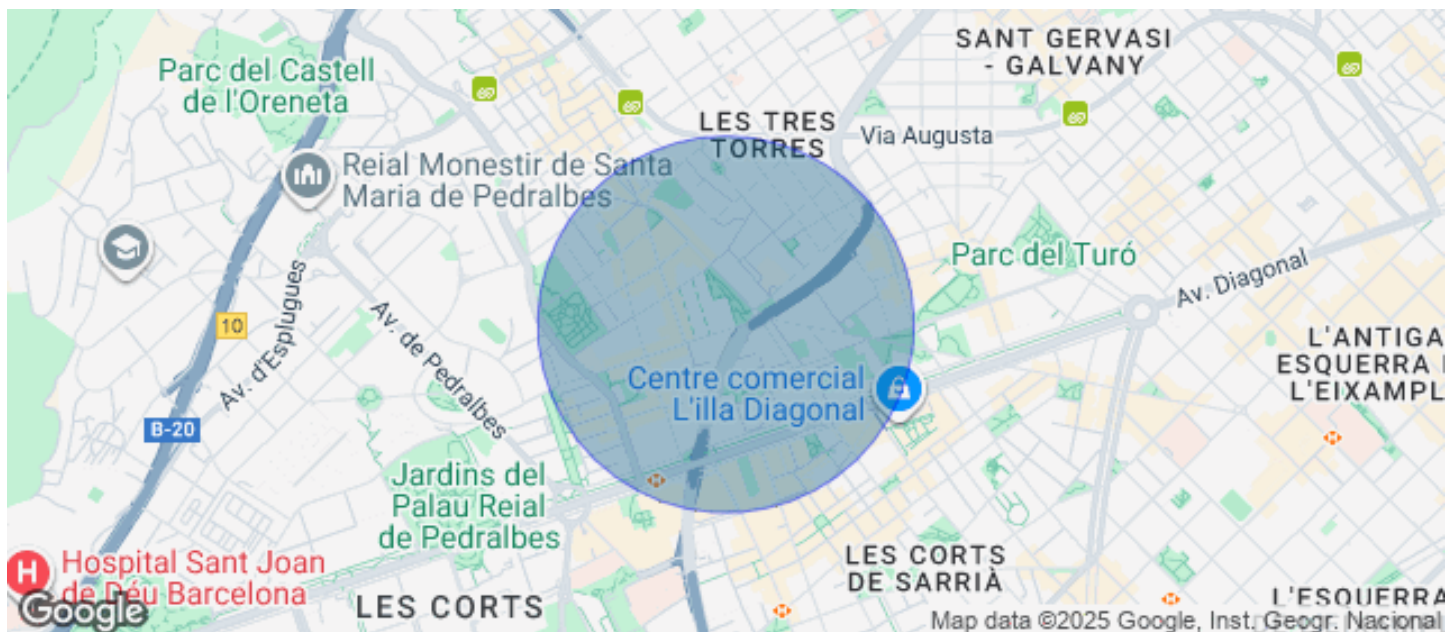 SANT GERVASI
- GALVANY
Parc del Castell
de l'Oreneta
LES TRES
TORRES
Via Augusta
Reial Monestir de Santa
Maria de Pedralbes
Parc del Turó
Av. Diagonal
10
Av. d'Esplugues
Av. de Pedralbes
L'ANTIGA
ESQUERRA
L'EIXAMPL
Centre comercial
L'illa Diagonal
B-20
Jardins del
Palau Reial
de Pedralbes
H
Hospital Sant Joan
de Déu Barcelona
LES CORTS
DE SARRIÀ
LES CORTS
L'ESQUERRA
Google
Map data ©2025 Google, Inst. Geogr. Nacional